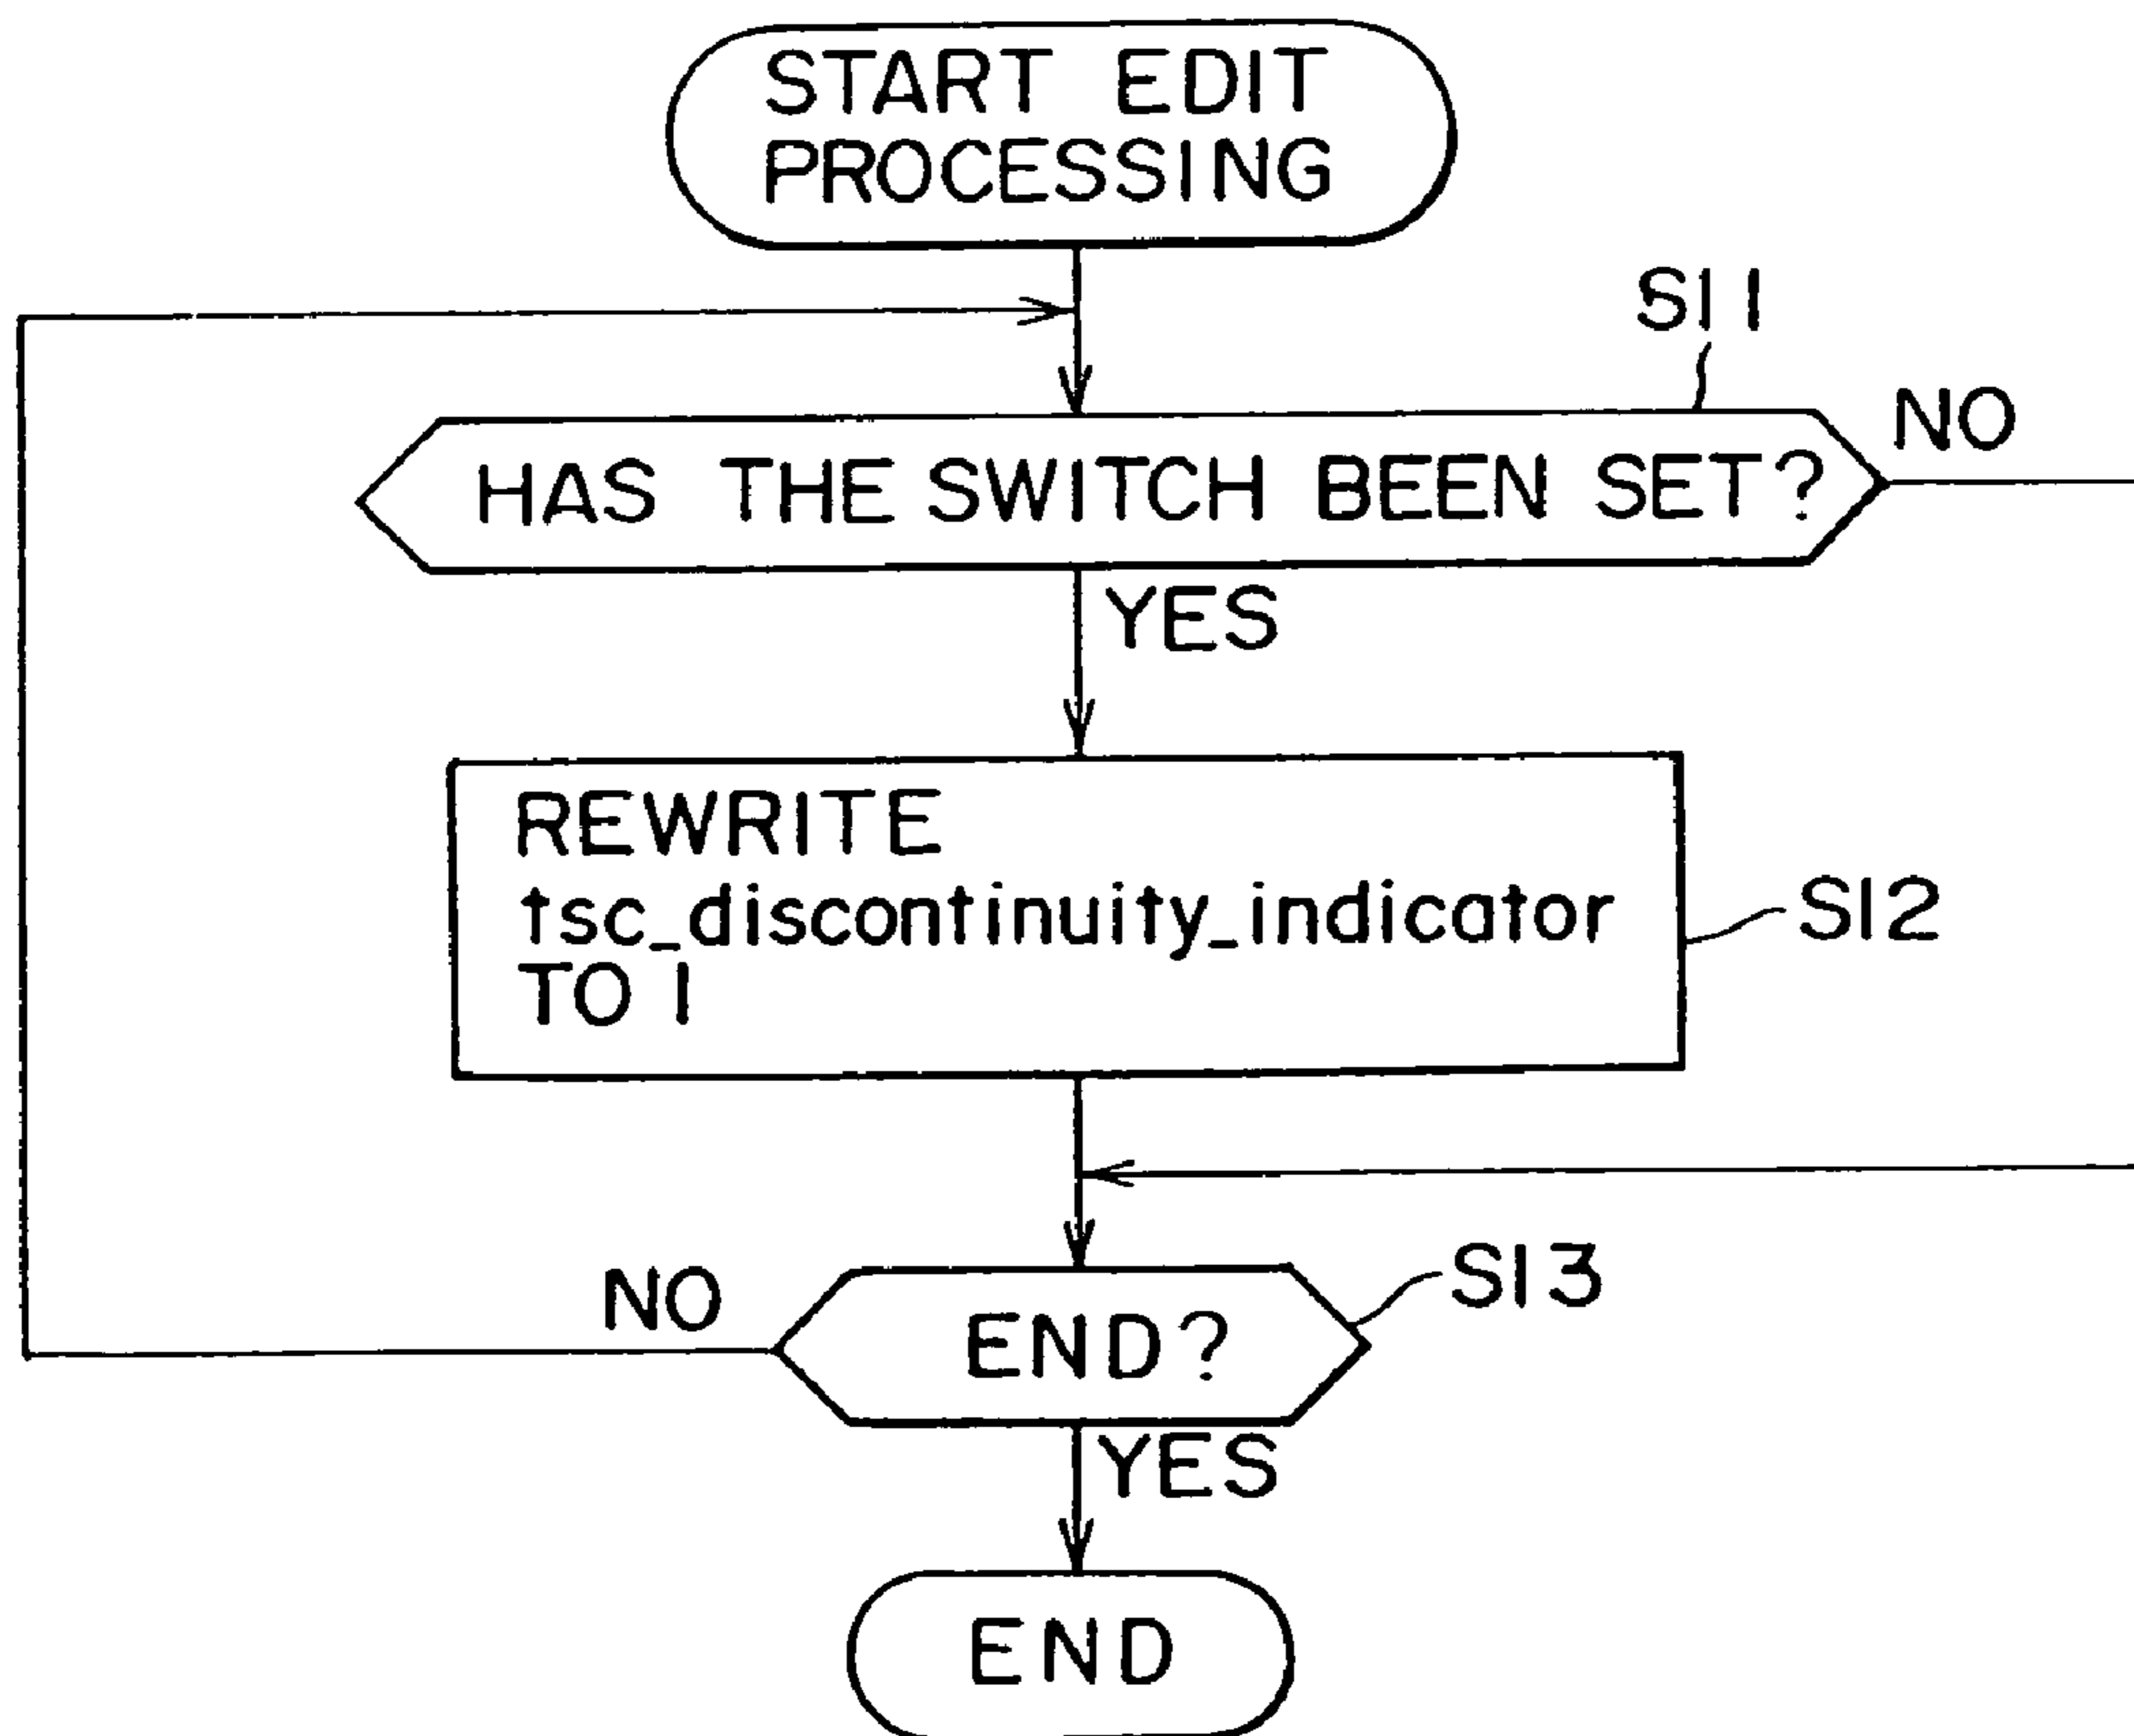 START EDIT
PROCESSING
S11
NO
HAS THE SWITCH BEEN SET?
YES
REWRITE
tsc_discontinuity_indicator
TO 1
S12
NO
S13
END?
YES
END